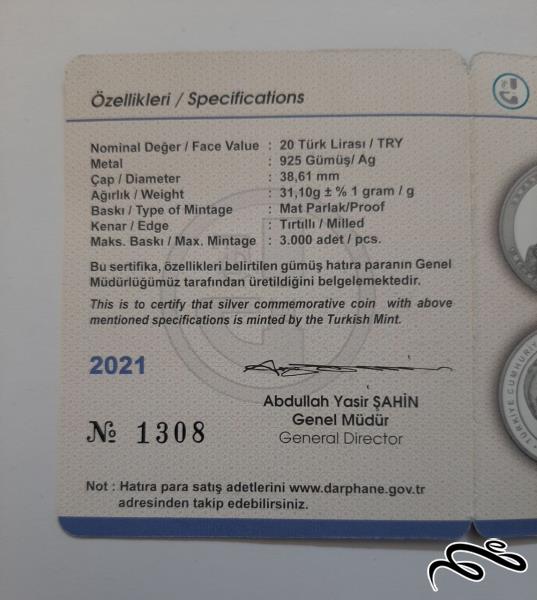 Özellikleri / Specifications
Nominal Değer / Face Value : 20 Türk Lirası / TRY
Metal : 925 Gümüş/ Ag
Çap / Diameter : 38,61 mm
Ağırlık / Weight : 31,10g ± % 1 gram / g
Baskı / Type of Mintage : Mat Parlak/Proof
Kenar / Edge : Tırtıllı / Milled
Maks. Baskı / Max. Mintage : 3.000 adet / pcs.
Bu sertifika, özellikleri belirtilen gümüş hatıra paranın Genel
Müdürlüğümüz tarafından üretildiğini belgelemektedir.
This is to certify that silver commemorative coin with above
mentioned specifications is minted by the Turkish Mint.
2021
Abdullah Yasir ŞAHİN
Genel Müdür
General Director
№ 1308
Not : Hatıra para satış adetlerini www.darphane.gov.tr
adresinden takip edebilirsiniz.
TÜRKİYE CUMHURİY